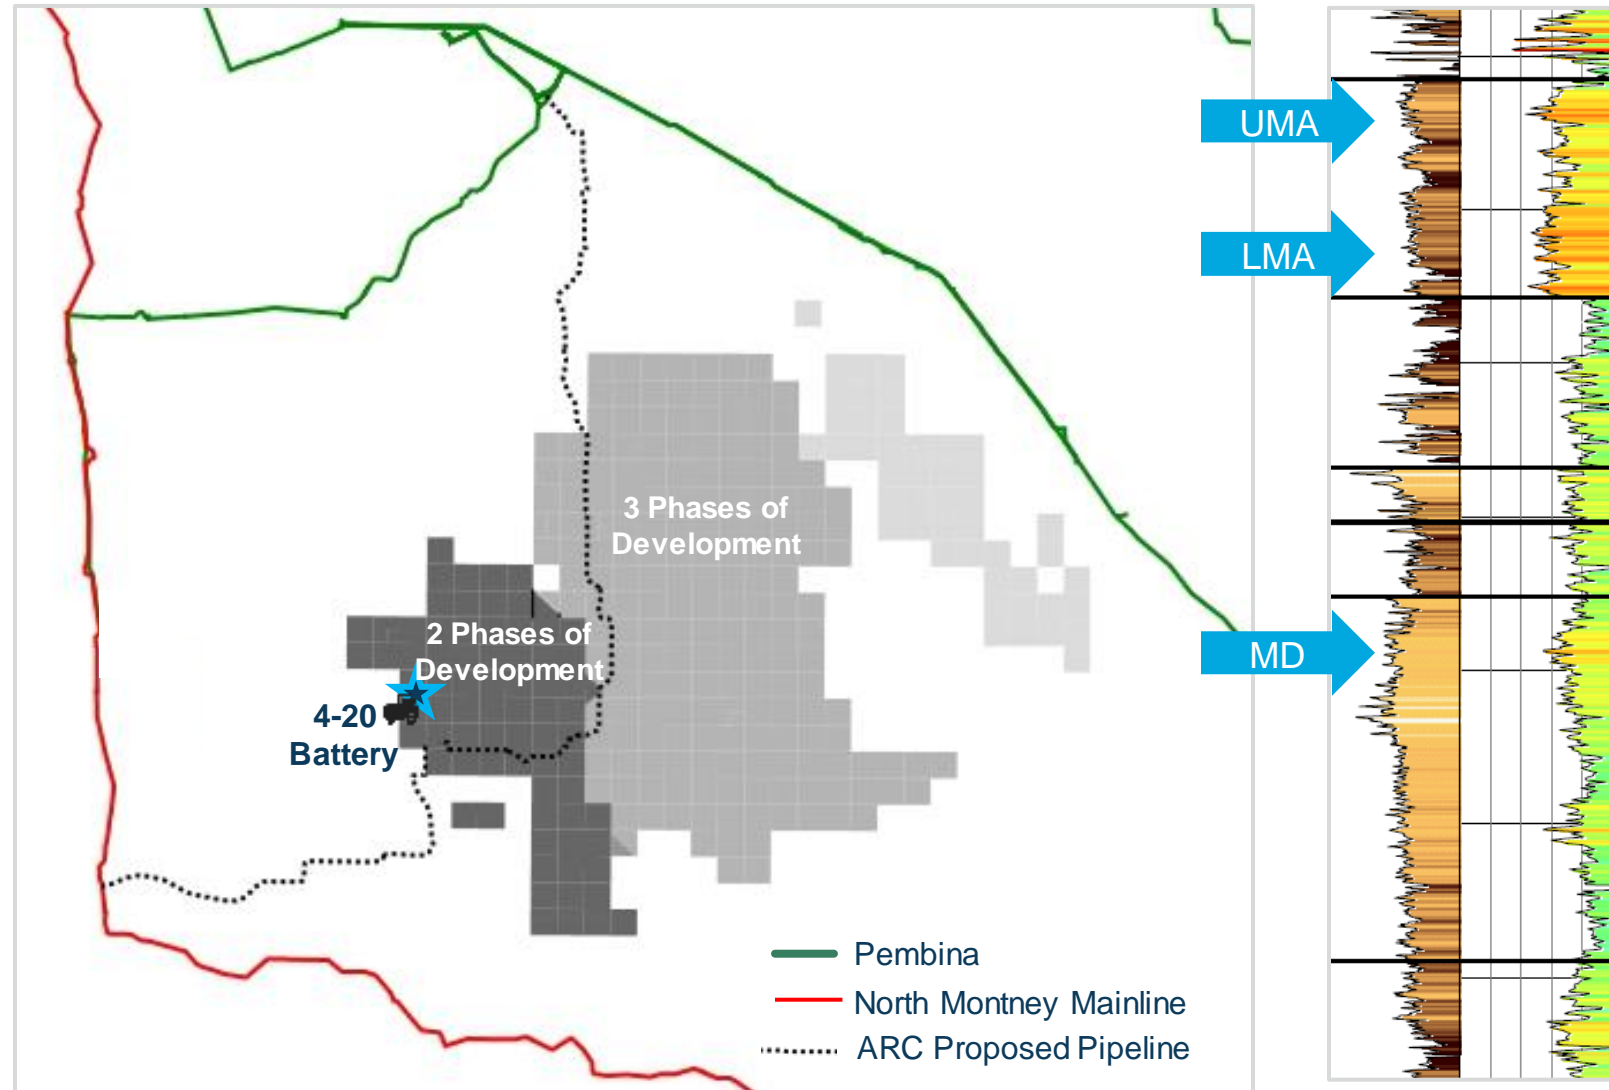 UMA
LMA
3 Phases of
Development
2 Phases of
Development
MD
4-20
Battery
Pembina
North Montney Mainline
ARC Proposed Pipeline